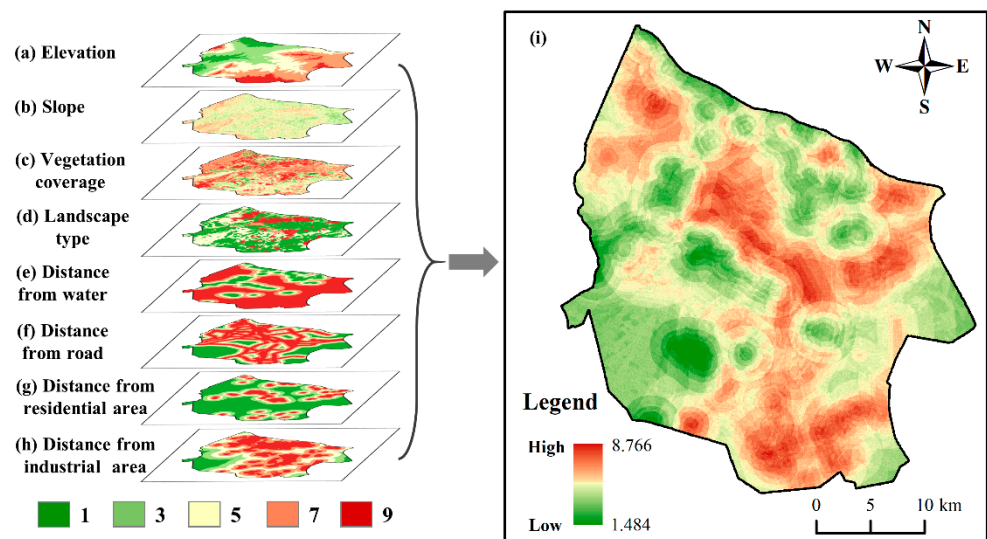 (a) Elevation
(b) Slope
(c) Vegetation
coverage
(d) Landscape
type
(e) Distance
from water
(f) Distance
from road
(g) Distance from
residential area
(h) Distance from
industrial area
1 3 5 7 9
(i)
N
W E
S
Legend
High 8.766
Low 1.484
0 5 10 km